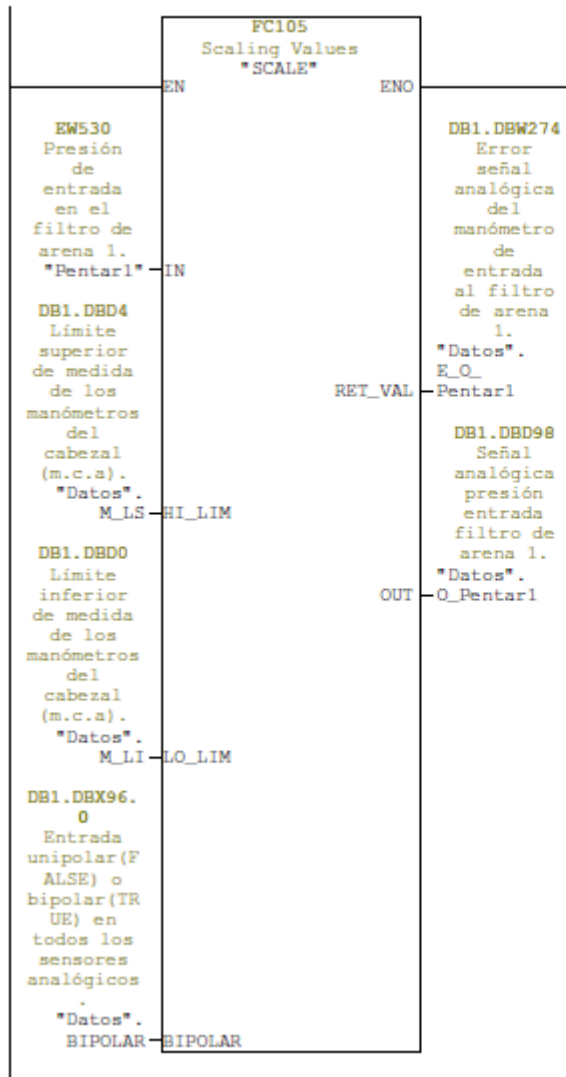 FC105
Scaling Values
"SCALE"
EN
ENO
EW530
Presión
de
entrada
en el
filtro de
arena 1.
"Pentar1"
IN
DB1.DBD4
Límite
superior
de medida
de los
manómetros
del
cabezal
(m.c.a).
"Datos".
M_LS
HI_LIM
DB1.DBD0
Límite
inferior
de medida
de los
manómetros
del
cabezal
(m.c.a).
"Datos".
M_LI
LO_LIM
DB1.DBX96.
0
Entrada
unipolar(F
ALSE) o
bipolar(TR
UE) en
todos los
sensores
analógicos
.
"Datos".
BIPOLAR
BIPOLAR
DB1.DBW274
Error
señal
analógica
del
manómetro
de
entrada
al filtro
de arena
1.
"Datos".
E_O_
RET_VAL
Pentar1
DB1.DBD98
Señal
analógica
presión
entrada
filtro de
arena 1.
"Datos".
OUT
O_Pentar1